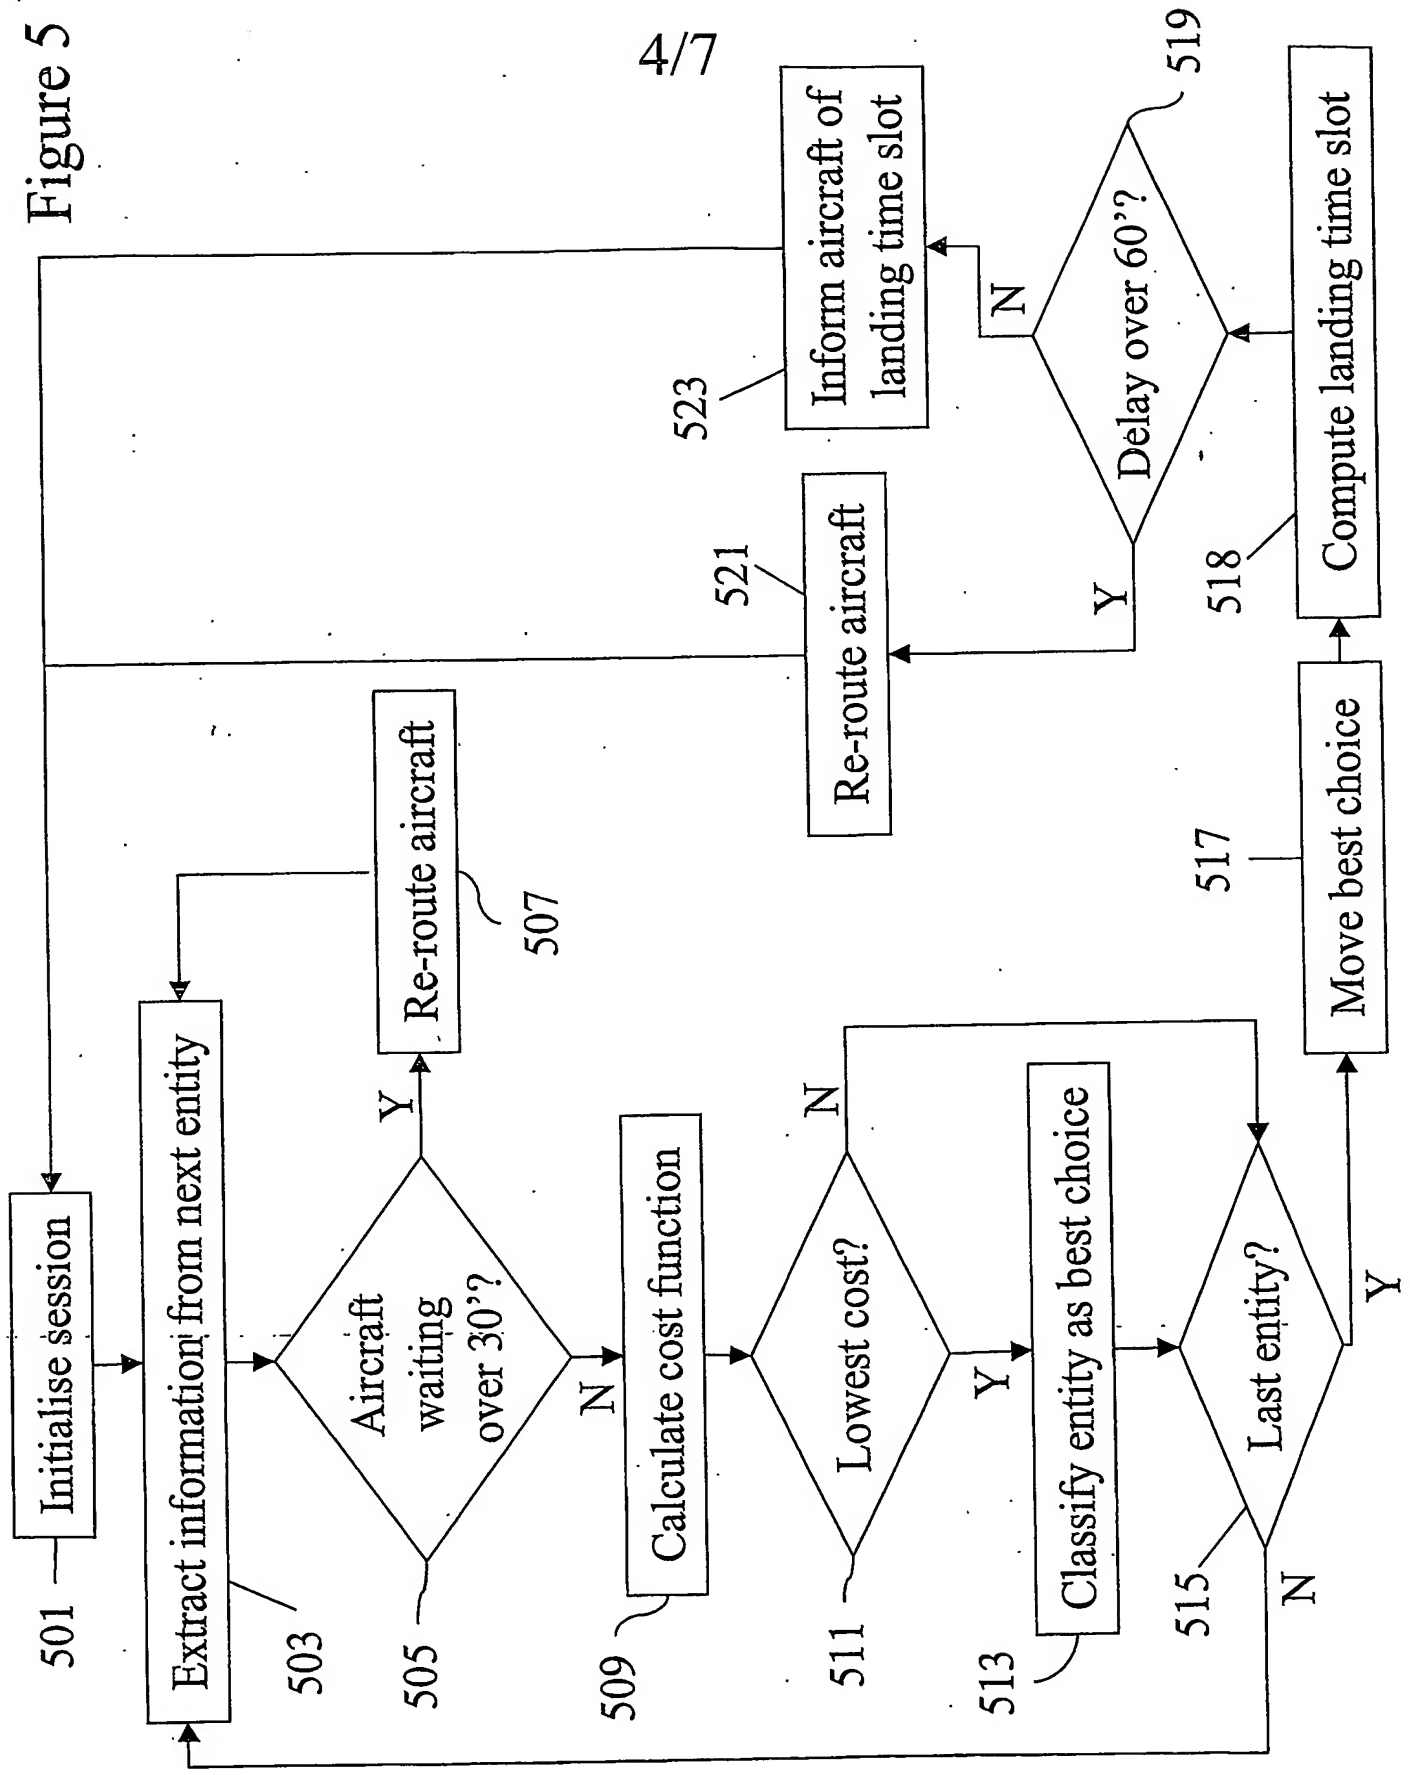 4/7
Figure 5
501
Initialise session
Extract information from next entity
503
Aircraft
waiting
over 30’?
505
Y
Re-route aircraft
507
N
Calculate cost function
509
Lowest cost?
511
N
Y
Classify entity as best choice
513
Last entity?
515
N
Y
Move best choice
517
Compute landing time slot
518
Delay over 60’?
519
Y
Re-route aircraft
521
N
Inform aircraft of
landing time slot
523